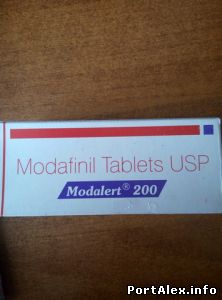 Modafinil Tablets USP
Modalert® 200
PortAlex.info